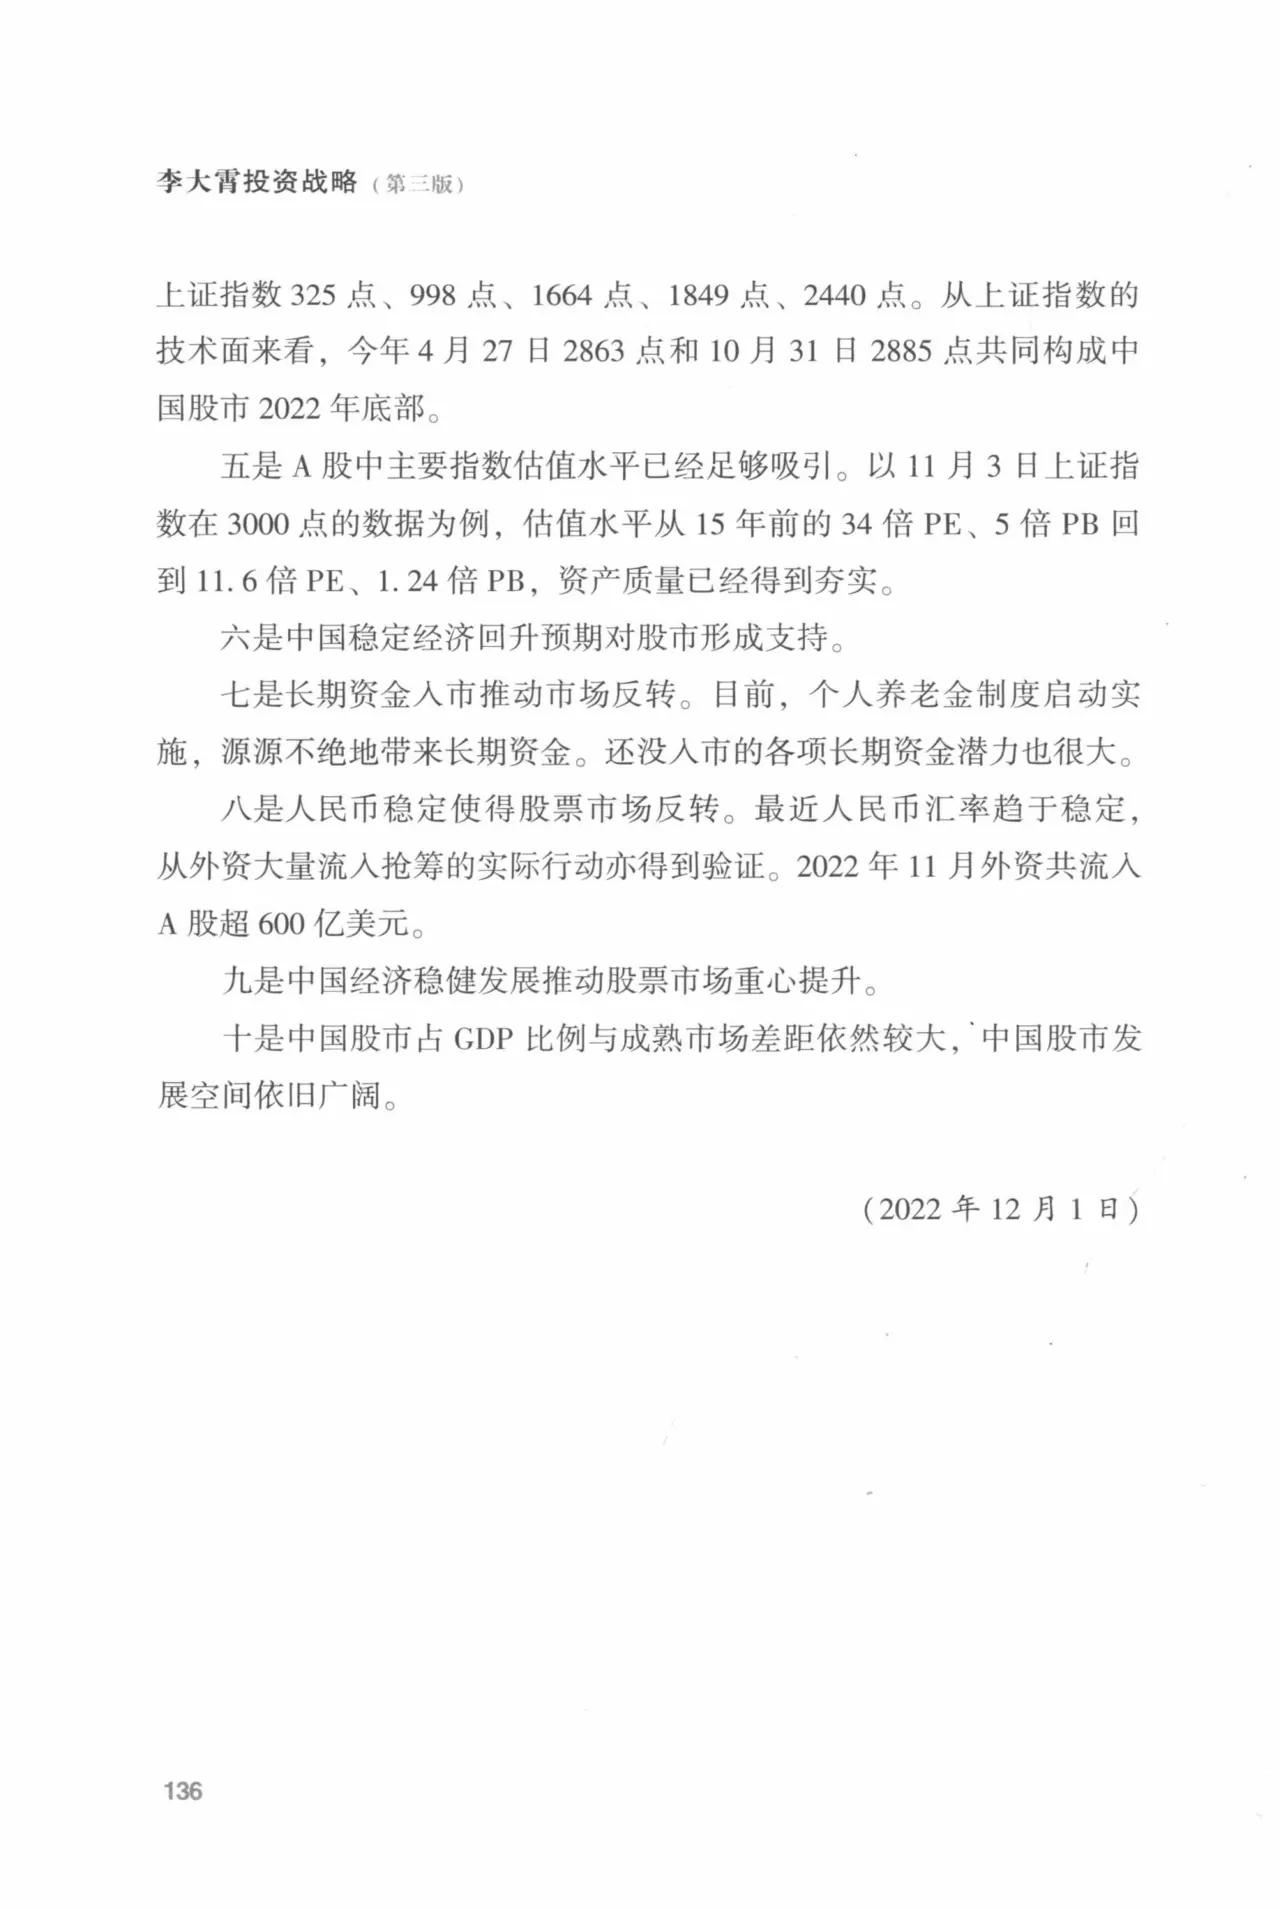 李大霄投资战略（第三版）
上证指数 325 点、998 点、1664 点、1849 点、2440 点。从上证指数的
技术面来看，今年 4 月 27 日 2863 点和 10 月 31 日 2885 点共同构成中
国股市 2022 年底部。
五是 A 股中主要指数估值水平已经足够吸引。以 11 月 3 日上证指
数在 3000 点的数据为例，估值水平从 15 年前的 34 倍 PE、5 倍 PB 回
到 11.6 倍 PE、1.24 倍 PB，资产质量已经得到夯实。
六是中国稳定经济回升预期对股市形成支持。
七是长期资金入市推动市场反转。目前，个人养老金制度启动实
施，源源不绝地带来长期资金。还没入市的各项长期资金潜力也很大。
八是人民币稳定使得股票市场反转。最近人民币汇率趋于稳定，
从外资大量流入抢筹的实际行动亦得到验证。2022 年 11 月外资共流入
A 股超 600 亿美元。
九是中国经济稳健发展推动股票市场重心提升。
十是中国股市占 GDP 比例与成熟市场差距依然较大，中国股市发
展空间依旧广阔。
（2022 年 12 月 1 日）
136